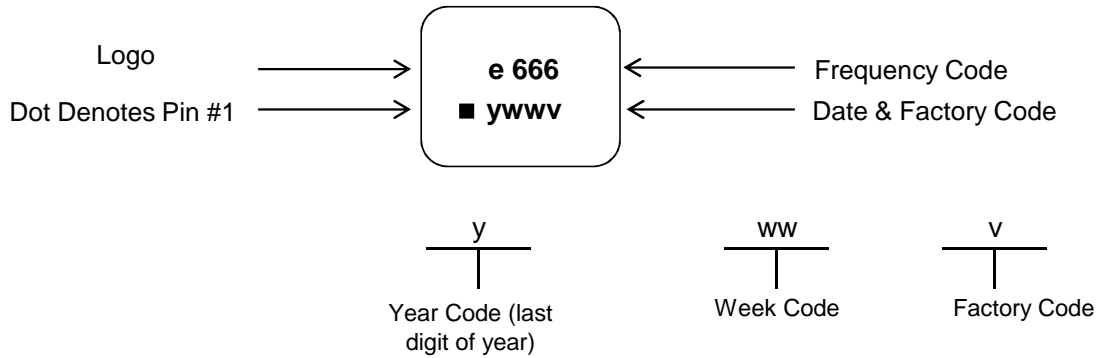 Logo
e 666
Frequency Code
Dot Denotes Pin #1
■ ywwv
Date & Factory Code
y
ww
v
Year Code (last
digit of year)
Week Code
Factory Code